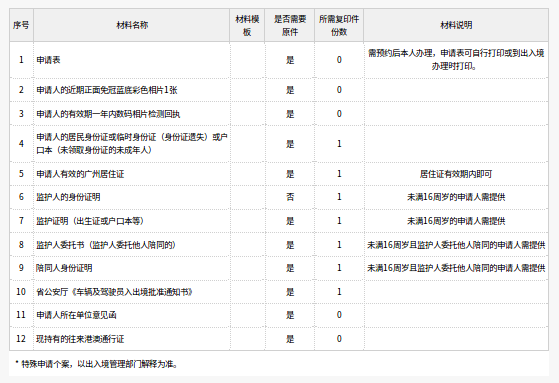 序号 材料名称 材料模板 是否需要原件 所需复印件份数 材料说明
1 申请表 是 0 需预约后本人办理，申请表可自行打印或到出入境办理时打印。
2 申请人的近期正面免冠蓝底彩色相片1张 是 0
3 申请人的有效期一年内数码相片检测回执 是 0
4 申请人的居民身份证或临时身份证（身份证遗失）或户口本（未领取身份证的未成年人） 是 1
5 申请人有效的广州居住证 是 1 居住证有效期内即可
6 监护人的身份证明 否 1 未满16周岁的申请人需提供
7 监护证明（出生证或户口本等） 是 1 未满16周岁的申请人需提供
8 监护人委托书（监护人委托他人陪同的） 是 1 未满16周岁且监护人委托他人陪同的申请人需提供
9 陪同人身份证明 是 1 未满16周岁且监护人委托他人陪同的申请人需提供
10 省公安厅《车辆及驾驶员入出境批准通知书》 是 1
11 申请人所在单位意见函 是 0
12 现持有的往来港澳通行证 是 0
* 特殊申请个案，以出入境管理部门解释为准。